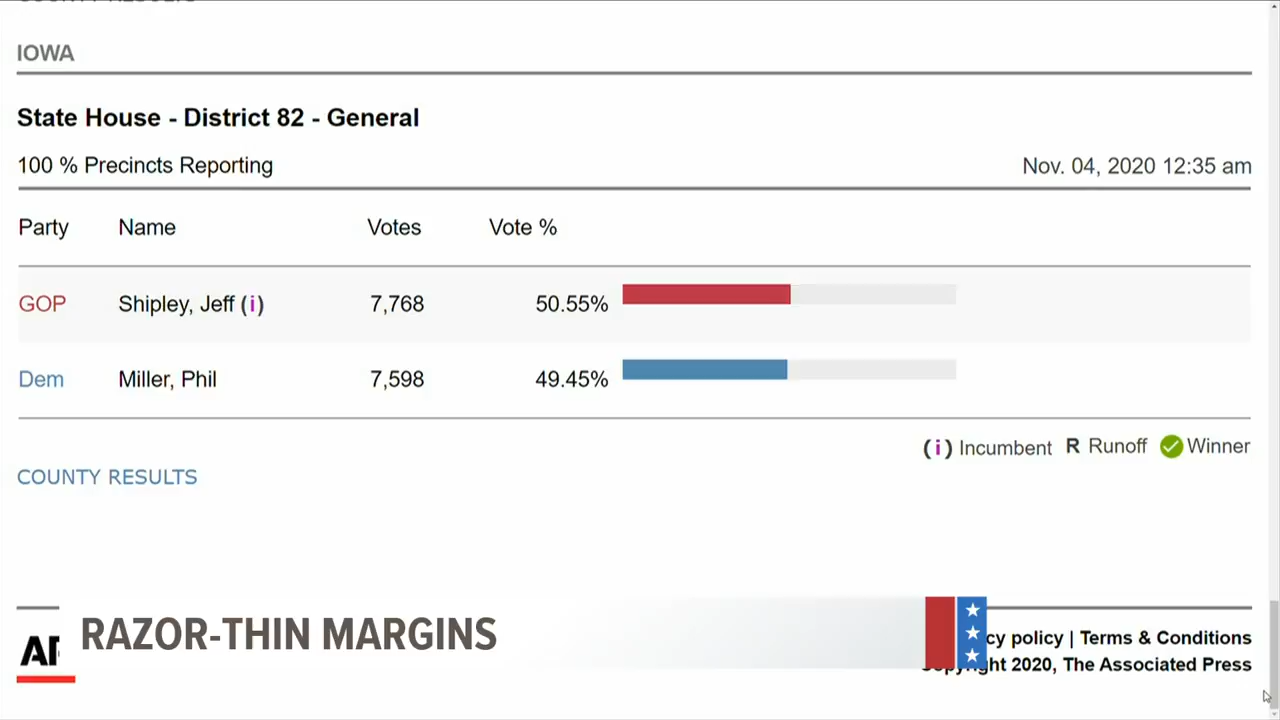 IOWA
State House - District 82 - General
100 % Precincts Reporting Nov. 04, 2020 12:35 am
Party Name Votes Vote %
GOP Shipley, Jeff (i) 7,768 50.55%
Dem Miller, Phil 7,598 49.45%
(i) Incumbent R Runoff Winner
COUNTY RESULTS
RAZOR-THIN MARGINS
policy | Terms & Conditions
2020, The Associated Press